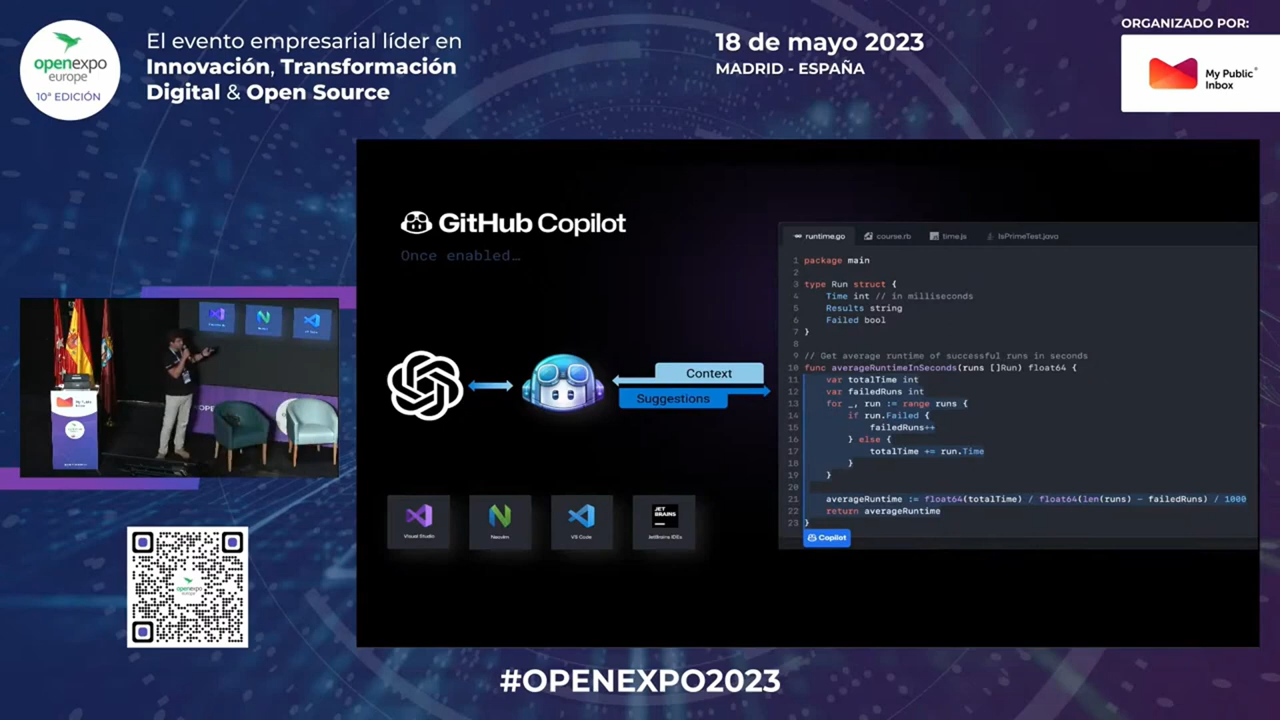 openexpo
europe
10ª EDICIÓN
El evento empresarial líder en
Innovación, Transformación
Digital & Open Source
18 de mayo 2023
MADRID - ESPAÑA
ORGANIZADO POR:
My Public
Inbox
GitHub Copilot
Once enabled…
Context
Suggestions
Visual Studio
Neovim
VS Code
JET
BRAINS
JetBrains IDEs
runtime.go
course.rb
time.js
IsPrimeTest.java
1 package main
2
3 type Run struct {
4 Time int // in milliseconds
5 Results string
6 Failed bool
7 }
8
9 // Get average runtime of successful runs in seconds
10 func averageRuntimeInSeconds(runs []Run) float64 {
11 var totalTime int
12 var failedRuns int
13 for _, run := range runs {
14 if run.Failed {
15 failedRuns++
16 } else {
17 totalTime += run.Time
18 }
19 }
20
21 averageRuntime := float64(totalTime) / float64(len(runs) - failedRuns) / 1000
22 return averageRuntime
23 }
Copilot
openexpo
europe
#OPENEXPO2023